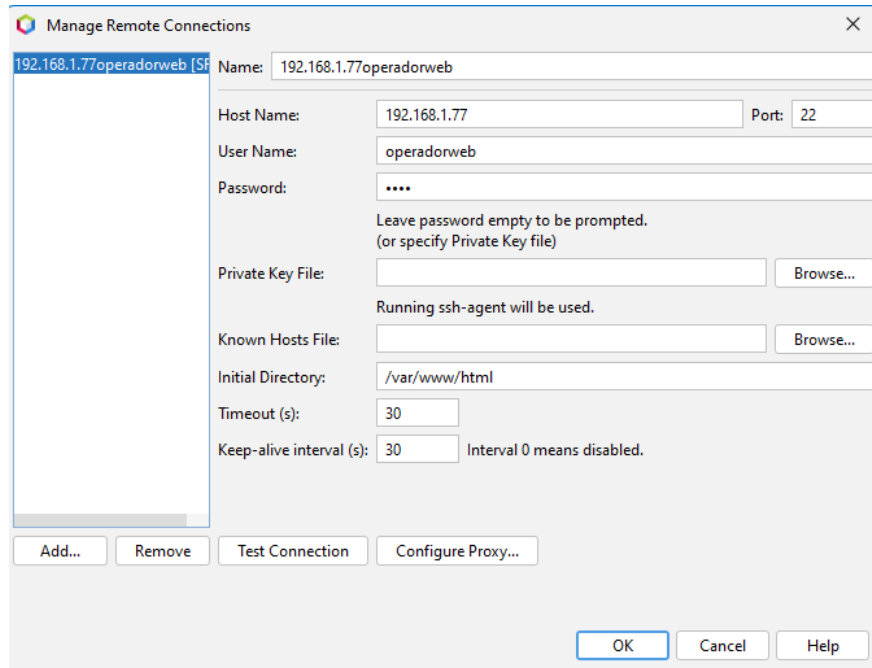 Manage Remote Connections
192.168.1.77operadorweb [SF
Name: 192.168.1.77operadorweb
Host Name: 192.168.1.77 Port: 22
User Name: operadorweb
Password: ••••
Leave password empty to be prompted.
(or specify Private Key file)
Private Key File: Browse...
Running ssh-agent will be used.
Known Hosts File: Browse...
Initial Directory: /var/www/html
Timeout (s): 30
Keep-alive interval (s): 30 Interval 0 means disabled.
Add... Remove Test Connection Configure Proxy...
OK Cancel Help